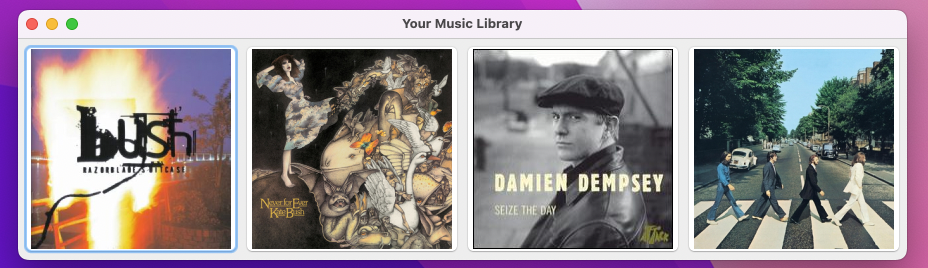 Your Music Library
bush
RAZORBLADE SUITCASE
Never for Ever
Kate Bush
DAMIEN DEMPSEY
SEIZE THE DAY